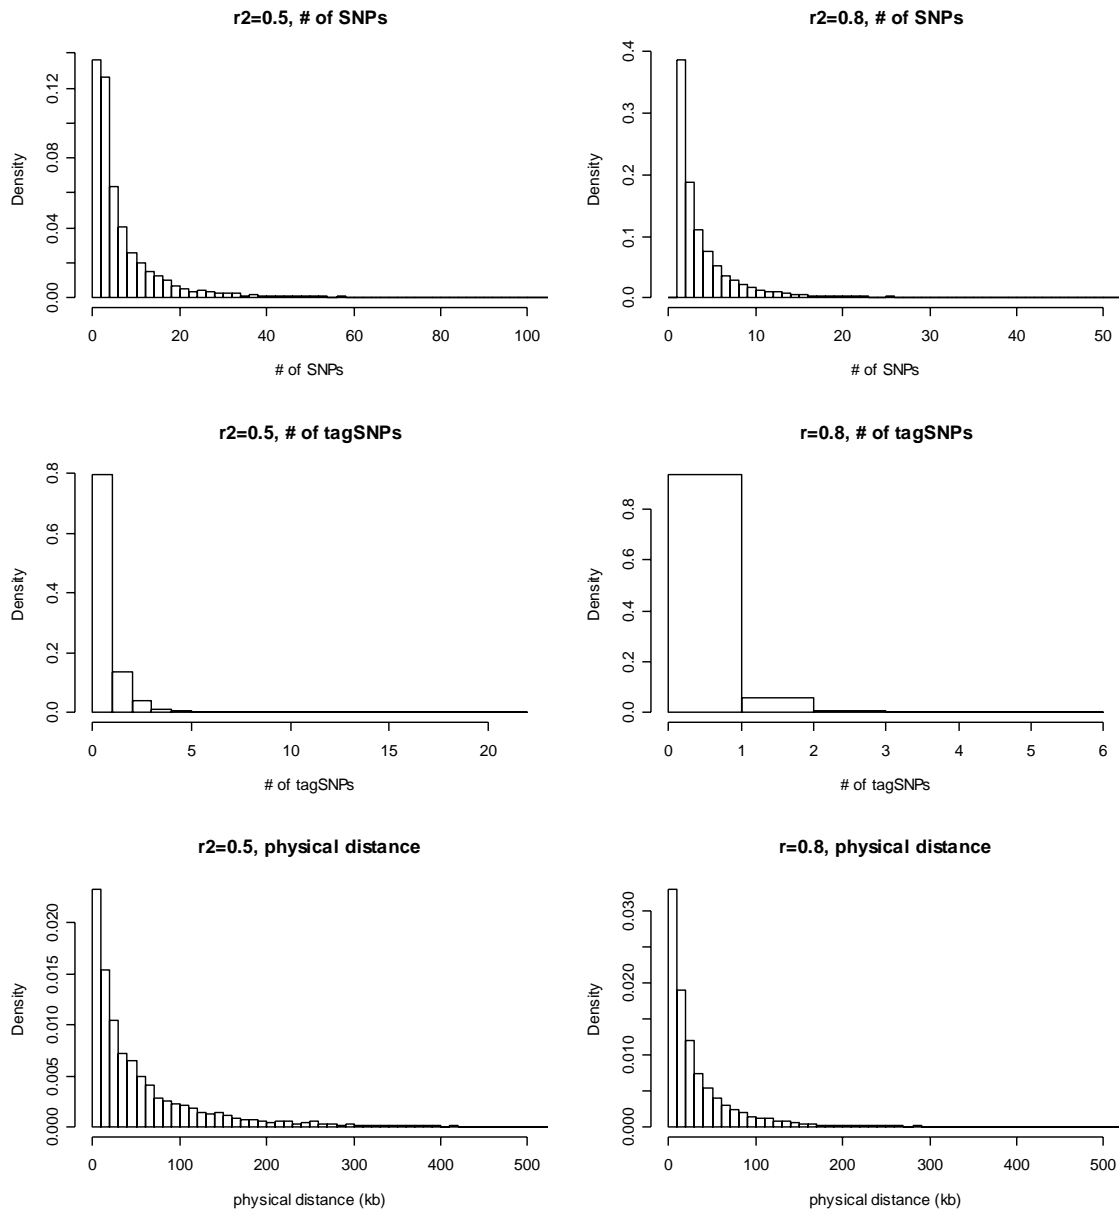 r2=0.5, # of SNPs
Density
0.00 0.04 0.08 0.12
0 20 40 60 80 100
# of SNPs
r2=0.8, # of SNPs
Density
0.0 0.1 0.2 0.3 0.4
0 10 20 30 40 50
# of SNPs
r2=0.5, # of tagSNPs
Density
0.0 0.2 0.4 0.6 0.8
0 5 10 15 20
# of tagSNPs
r=0.8, # of tagSNPs
Density
0.0 0.2 0.4 0.6 0.8
0 1 2 3 4 5 6
# of tagSNPs
r2=0.5, physical distance
Density
0.000 0.005 0.010 0.015 0.020
0 100 200 300 400 500
physical distance (kb)
r=0.8, physical distance
Density
0.000 0.010 0.020 0.030
0 100 200 300 400 500
physical distance (kb)